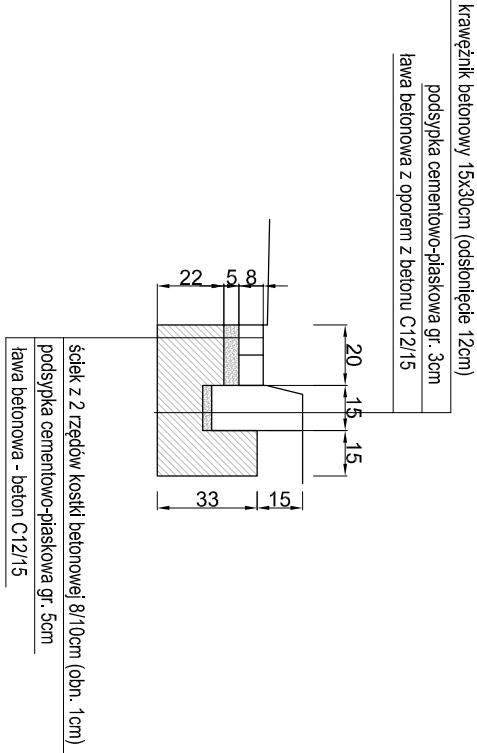 krawężnik betonowy 15x30cm (odsłonięcie 12cm)
podsypka cementowo-piaskowa gr. 3cm
ława betonowa z oporem z betonu C12/15
22 5 8
20
15
15
33 15
ściek z 2 rzędów kostki betonowej 8/10cm (obn. 1cm)
podsypka cementowo-piaskowa gr. 5cm
ława betonowa - beton C12/15